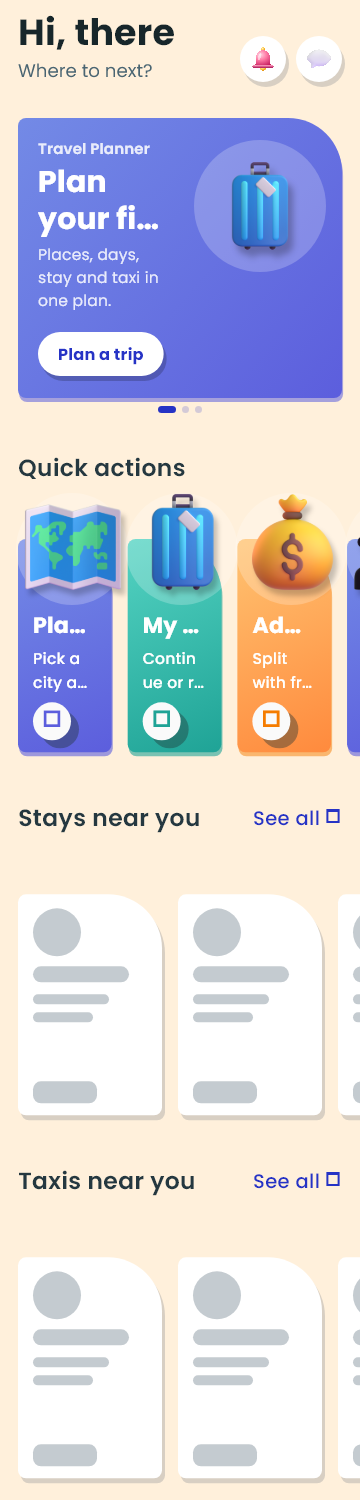 Hi, there
Where to next?
Travel Planner
Plan
your fi...
Places, days,
stay and taxi in
one plan.
Plan a trip
Quick actions
Pla...
Pick a
city a...
My ...
Contin
ue or r...
Ad...
Split
with fr...
Stays near you
See all
Taxis near you
See all